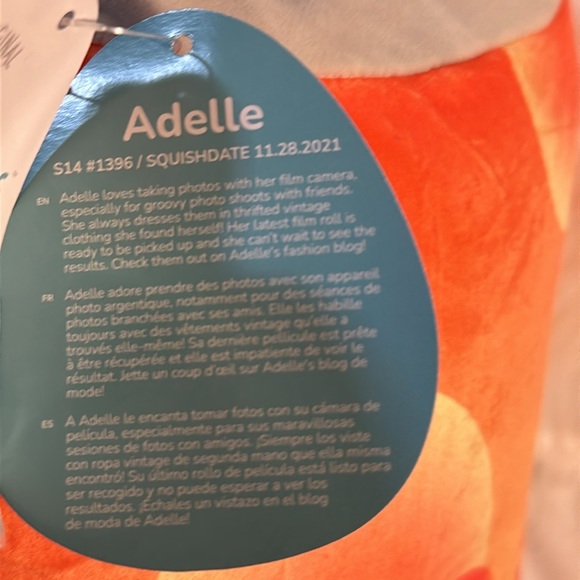 Adelle
S14 #1396 / SQUISHDATE 11.28.2021
EN Adelle loves taking photos with her film camera,
especially for groovy photo shoots with friends.
She always dresses them in thrifted vintage
clothing she found herself! Her latest film roll is
ready to be picked up and she can't wait to see the
results. Check them out on Adelle's fashion blog!
FR Adelle adore prendre des photos avec son appareil
photo argentique, notamment pour des séances de
photos branchées avec ses amis. Elle les habille
toujours avec des vêtements vintage qu'elle a
trouvés elle-même! Sa dernière pellicule est prête
à être récupérée et elle est impatiente de voir le
résultat. Jette un coup d'œil sur Adelle's blog de
mode!
ES A Adelle le encanta tomar fotos con su cámara de
película, especialmente para sus maravillosas
sesiones de fotos con amigos. ¡Siempre los viste
con ropa vintage de segunda mano que ella misma
encontró! Su último rollo de película está listo para
ser recogido y no puede esperar a ver los
resultados. ¡Échales un vistazo en el blog
de moda de Adelle!